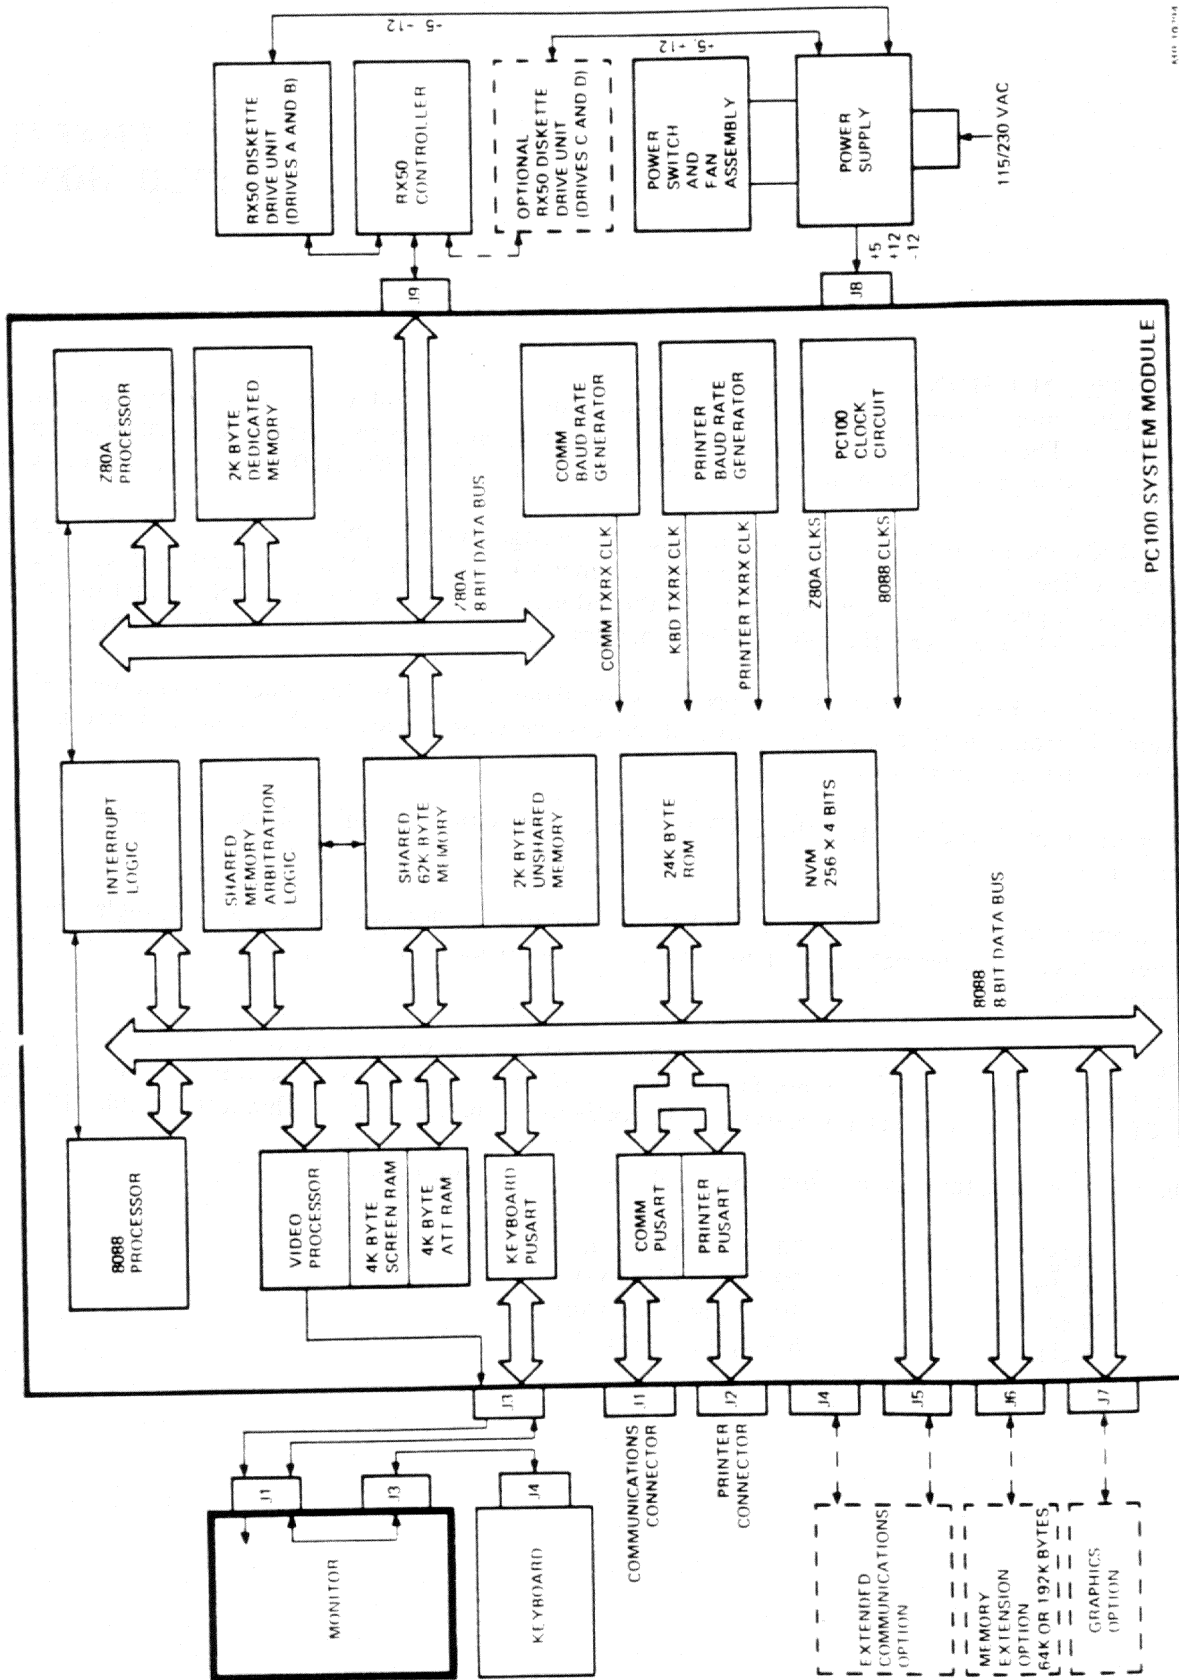 MONITOR
J1
J3
KEYBOARD
J4
COMMUNICATIONS
CONNECTOR
PRINTER
CONNECTOR
EXTENDED
COMMUNICATIONS
OPTION
MEMORY
EXTENSION
OPTION
64K OR 192K BYTES
GRAPHICS
OPTION
J3
J1
J2
J4
J5
J6
J7
8088
PROCESSOR
VIDEO
PROCESSOR
4K BYTE
SCREEN RAM
4K BYTE
ATT RAM
KEYBOARD
PUSART
COMM
PUSART
PRINTER
PUSART
8088
8 BIT DATA BUS
INTERRUPT
LOGIC
SHARED
MEMORY
ARBITRATION
LOGIC
SHARED
62K BYTE
MEMORY
2K BYTE
UNSHARED
MEMORY
24K BYTE
ROM
NVM
256 X 4 BITS
Z80A
8 BIT DATA BUS
COMM TXRX CLK
KBD TXRX CLK
PRINTER TXRX CLK
Z80A CLKS
8088 CLKS
Z80A
PROCESSOR
2K BYTE
DEDICATED
MEMORY
COMM
BAUD RATE
GENERATOR
PRINTER
BAUD RATE
GENERATOR
PC100
CLOCK
CIRCUIT
PC100 SYSTEM MODULE
J9
J8
+5
+12
-12
RX50 DISKETTE
DRIVE UNIT
(DRIVES A AND B)
RX50
CONTROLLER
OPTIONAL
RX50 DISKETTE
DRIVE UNIT
(DRIVES C AND D)
POWER
SWITCH
AND
FAN
ASSEMBLY
POWER
SUPPLY
+5, +12
+5, +12
115/230 VAC